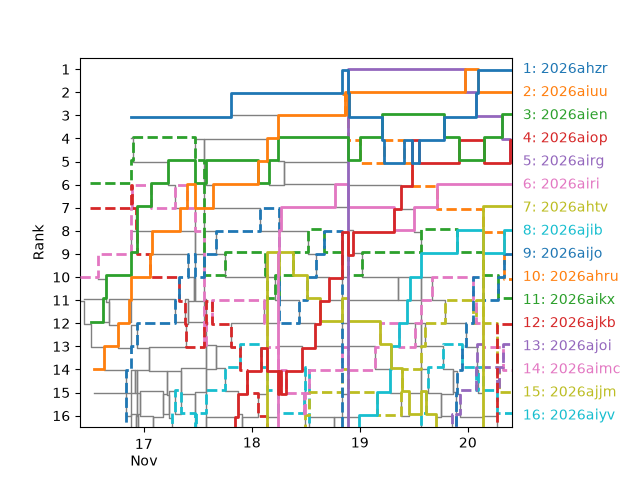 1
2
3
4
5
6
7
8
9
10
11
12
13
14
15
16
Rank
17
18
19
20
Nov
1: 2026ahzr
2: 2026aiuu
3: 2026aien
4: 2026aiop
5: 2026airg
6: 2026airi
7: 2026ahtv
8: 2026ajib
9: 2026aijo
10: 2026ahru
11: 2026aikx
12: 2026ajkb
13: 2026ajoi
14: 2026aimc
15: 2026ajjm
16: 2026aiyv